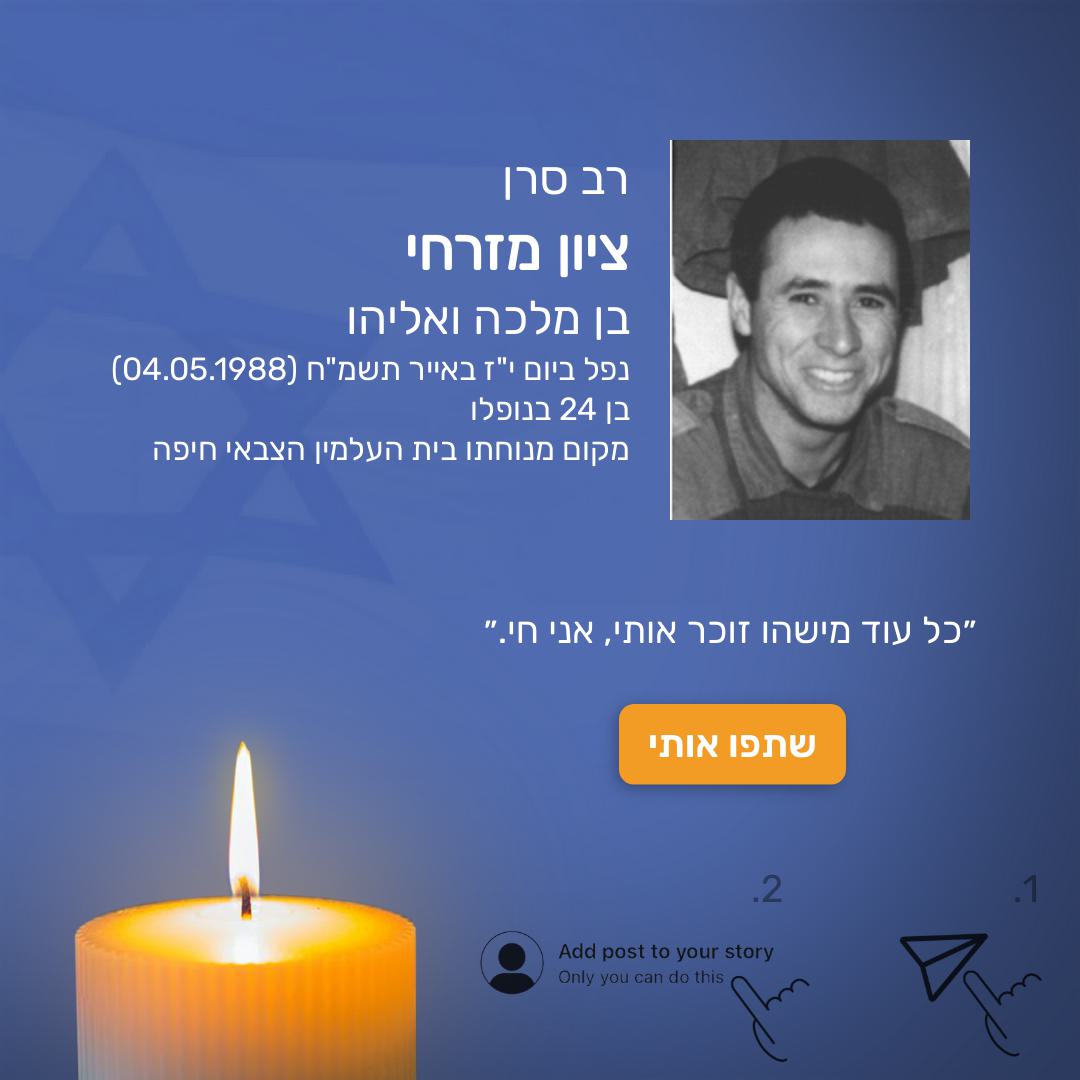 רב סרן
ציון מזרחי
בן מלכה ואליהו
נפל ביום י"ז באייר תשמ"ח (04.05.1988)
בן 24 בנופלו
מקום מנוחתו בית העלמין הצבאי חיפה
״כל עוד מישהו זוכר אותי, אני חי.״
שתפו אותי
.1
.2
Add post to your story
Only you can do this